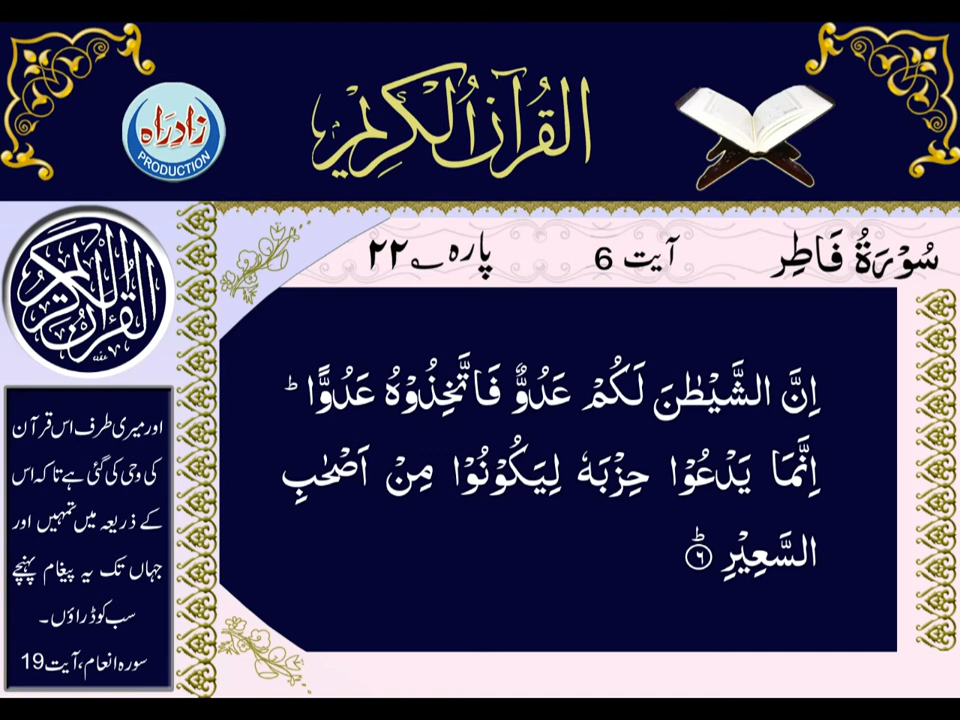 القرآن الكريم
زادِراہ
PRODUCTION
سُوْرَةُ فَاطِر
آیت 6
پارہ ۲۲
القرآن الكريم
اِنَّ الشَّيْطٰنَ لَكُمْ عَدُوٌّ فَاتَّخِذُوْهُ عَدُوًّا ؕ
اِنَّمَا يَدْعُوْا حِزْبَهٗ لِيَكُوْنُوْا مِنْ اَصْحٰبِ
السَّعِيْرِ ؕ۶
اور میری طرف اس قرآن
کی وحی کی گئی ہے تاکہ اس
کے ذریعہ میں تمہیں اور
جہاں تک یہ پیغام پہنچے
سب کو ڈراؤں۔
سورہ انعام، آیت 19